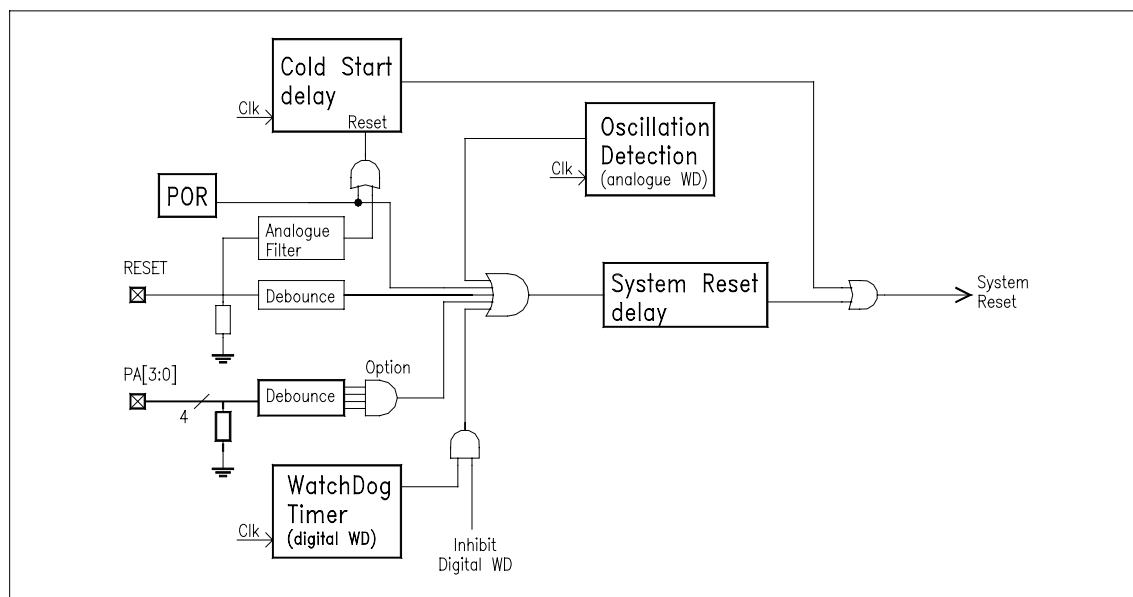 Cold Start
delay
Clk
Reset
Oscillation
Detection
(analogue WD)
Clk
POR
Analogue
Filter
RESET
Debounce
System Reset
delay
System
Reset
PA[3:0]
4
Debounce
Option
WatchDog
Timer
(digital WD)
Clk
Inhibit
Digital WD